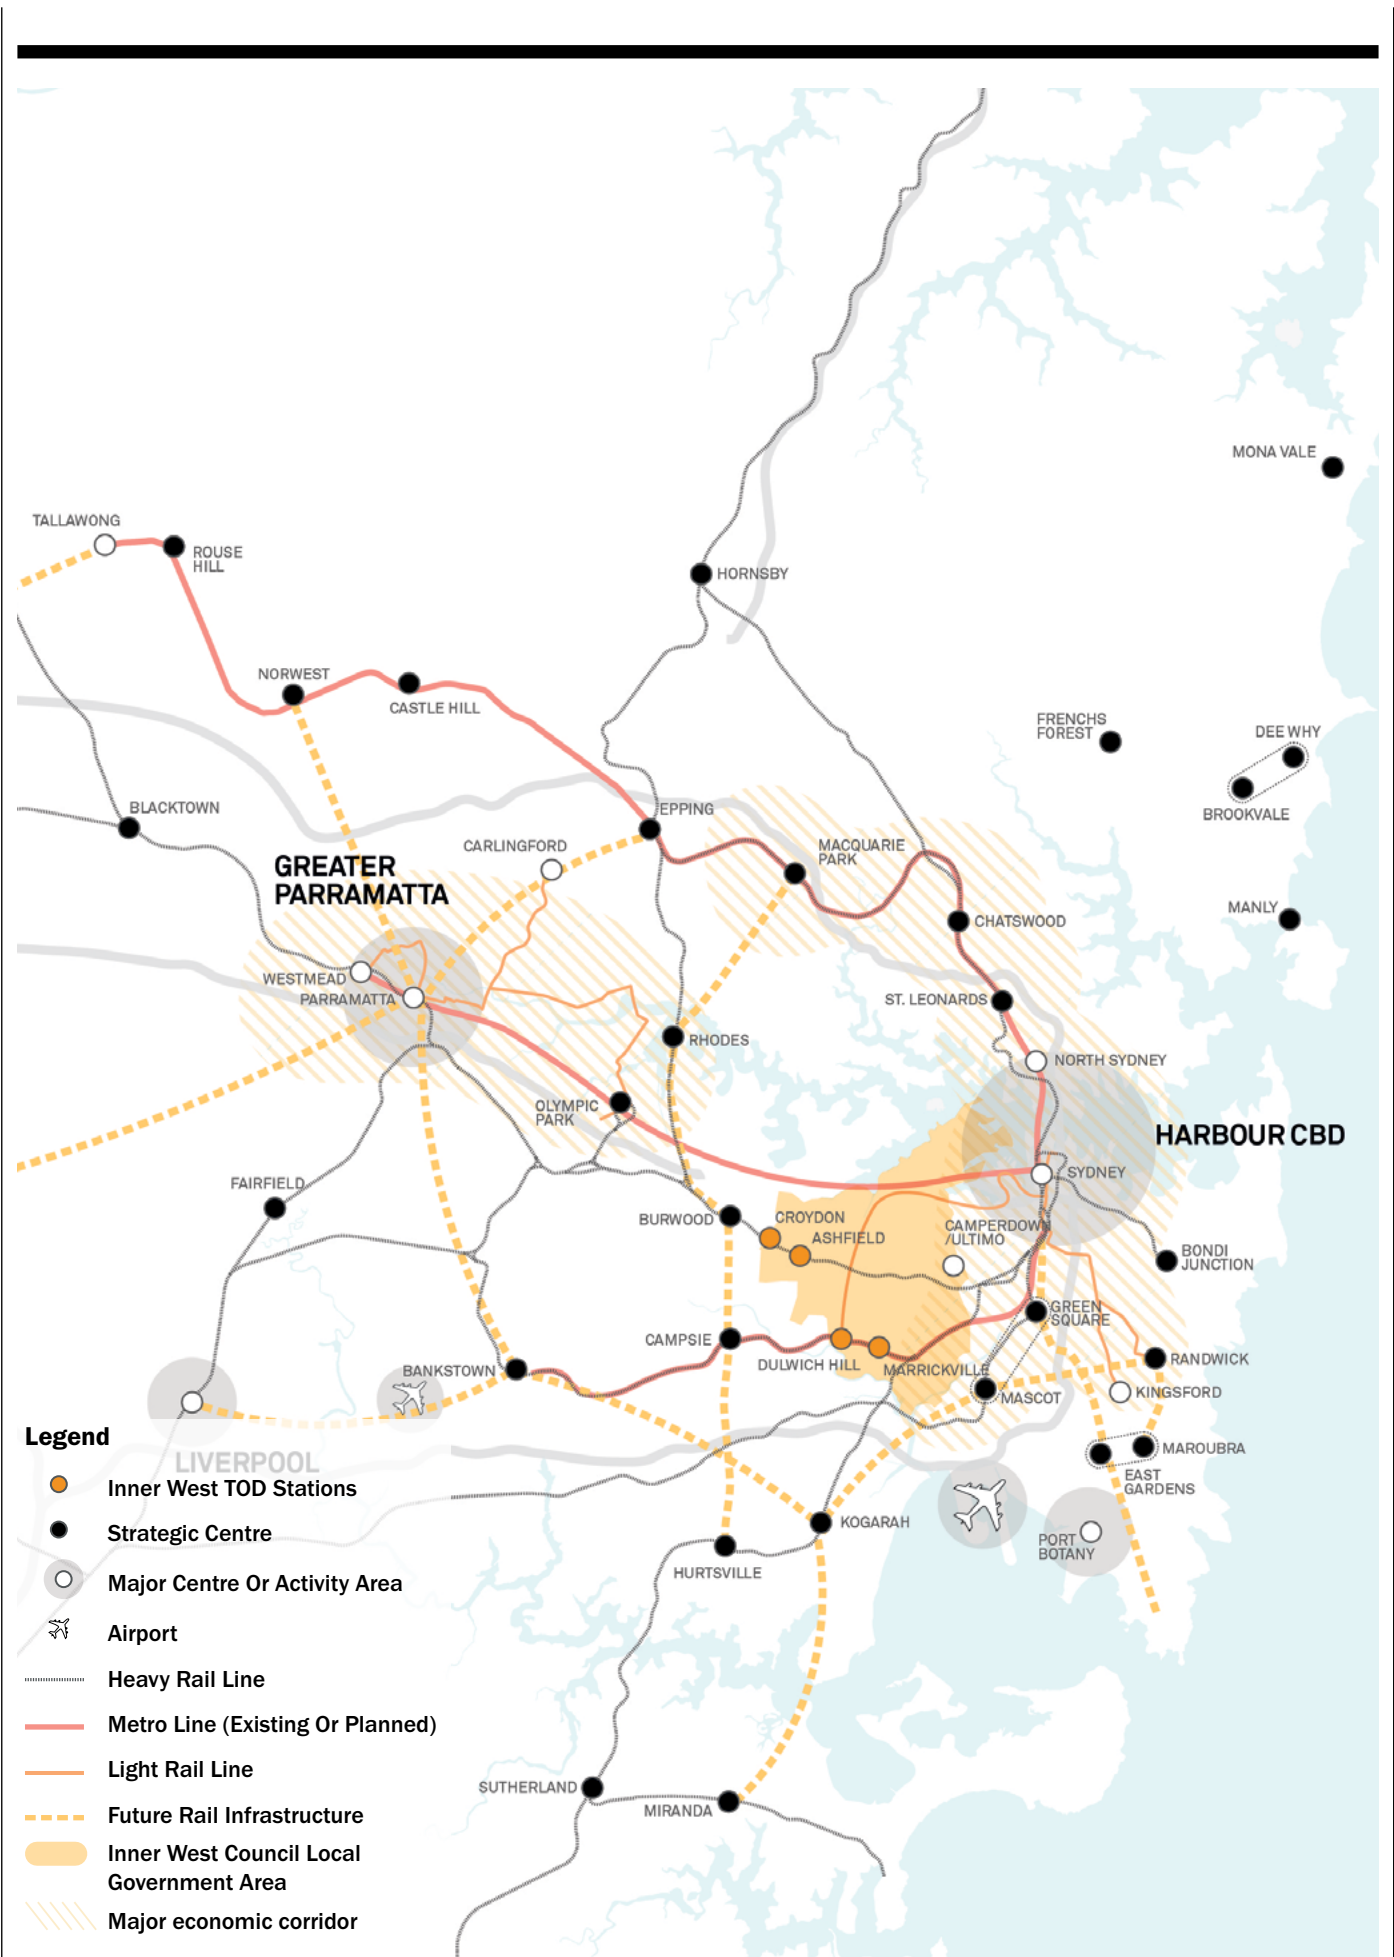 MONA VALE
TALLAWONG
ROUSE
HILL
HORNSBY
NORWEST
CASTLE HILL
FRENCHS
FOREST
DEE WHY
BROOKVALE
BLACKTOWN
EPPING
CARLINGFORD
MACQUARIE
PARK
GREATER
PARRAMATTA
CHATSWOOD
MANLY
WESTMEAD
PARRAMATTA
ST. LEONARDS
RHODES
NORTH SYDNEY
OLYMPIC
PARK
HARBOUR CBD
SYDNEY
FAIRFIELD
BURWOOD
CROYDON
ASHFIELD
CAMPERDOWN
/ULTIMO
BONDI
JUNCTION
GREEN
SQUARE
CAMPSIE
DULWICH HILL
MARRICKVILLE
RANDWICK
BANKSTOWN
MASCOT
KINGSFORD
MAROUBRA
EAST
GARDENS
LIVERPOOL
KOGARAH
PORT
BOTANY
HURTSVILLE
SUTHERLAND
MIRANDA
Legend
Inner West TOD Stations
Strategic Centre
Major Centre Or Activity Area
Airport
Heavy Rail Line
Metro Line (Existing Or Planned)
Light Rail Line
Future Rail Infrastructure
Inner West Council Local
Government Area
Major economic corridor